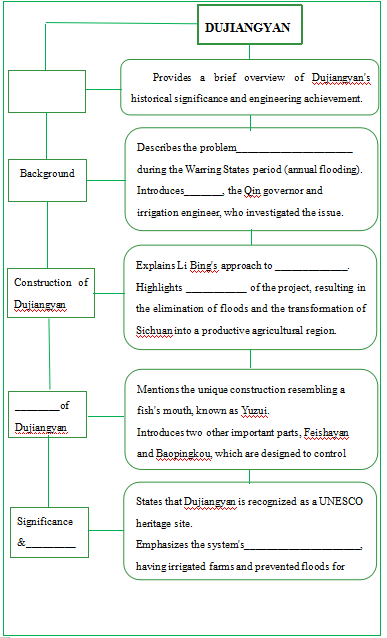 DUJIANGYAN
Provides a brief overview of Dujiangyan's
historical significance and engineering achievement.
Background
Describes the problem______________________
during the Warring States period (annual flooding).
Introduces_______, the Qin governor and
irrigation engineer, who investigated the issue.
Construction of
Dujiangyan
Explains Li Bing's approach to ______________.
Highlights ___________ of the project, resulting in
the elimination of floods and the transformation of
Sichuan into a productive agricultural region.
_________of
Dujiangyan
Mentions the unique construction resembling a
fish's mouth, known as Yuzui.
Introduces two other important parts, Feishayan
and Baopingkou, which are designed to control
Significance
&__________
States that Dujiangyan is recognized as a UNESCO
heritage site.
Emphasizes the system's______________________,
having irrigated farms and prevented floods for